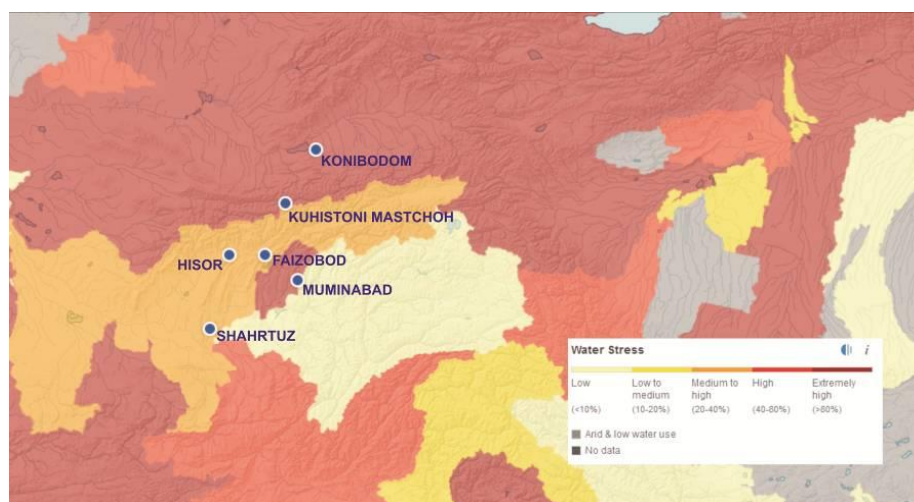 KONIBODOM
KUHISTONI MASTCHOH
HISOR
FAIZOBOD
MUMINABAD
SHAHRTUZ
Water Stress
i
Low
Low to
medium
Medium to
high
High
Extremely
high
(<10%)
(10-20%)
(20-40%)
(40-80%)
(>80%)
Arid & low water use
No data